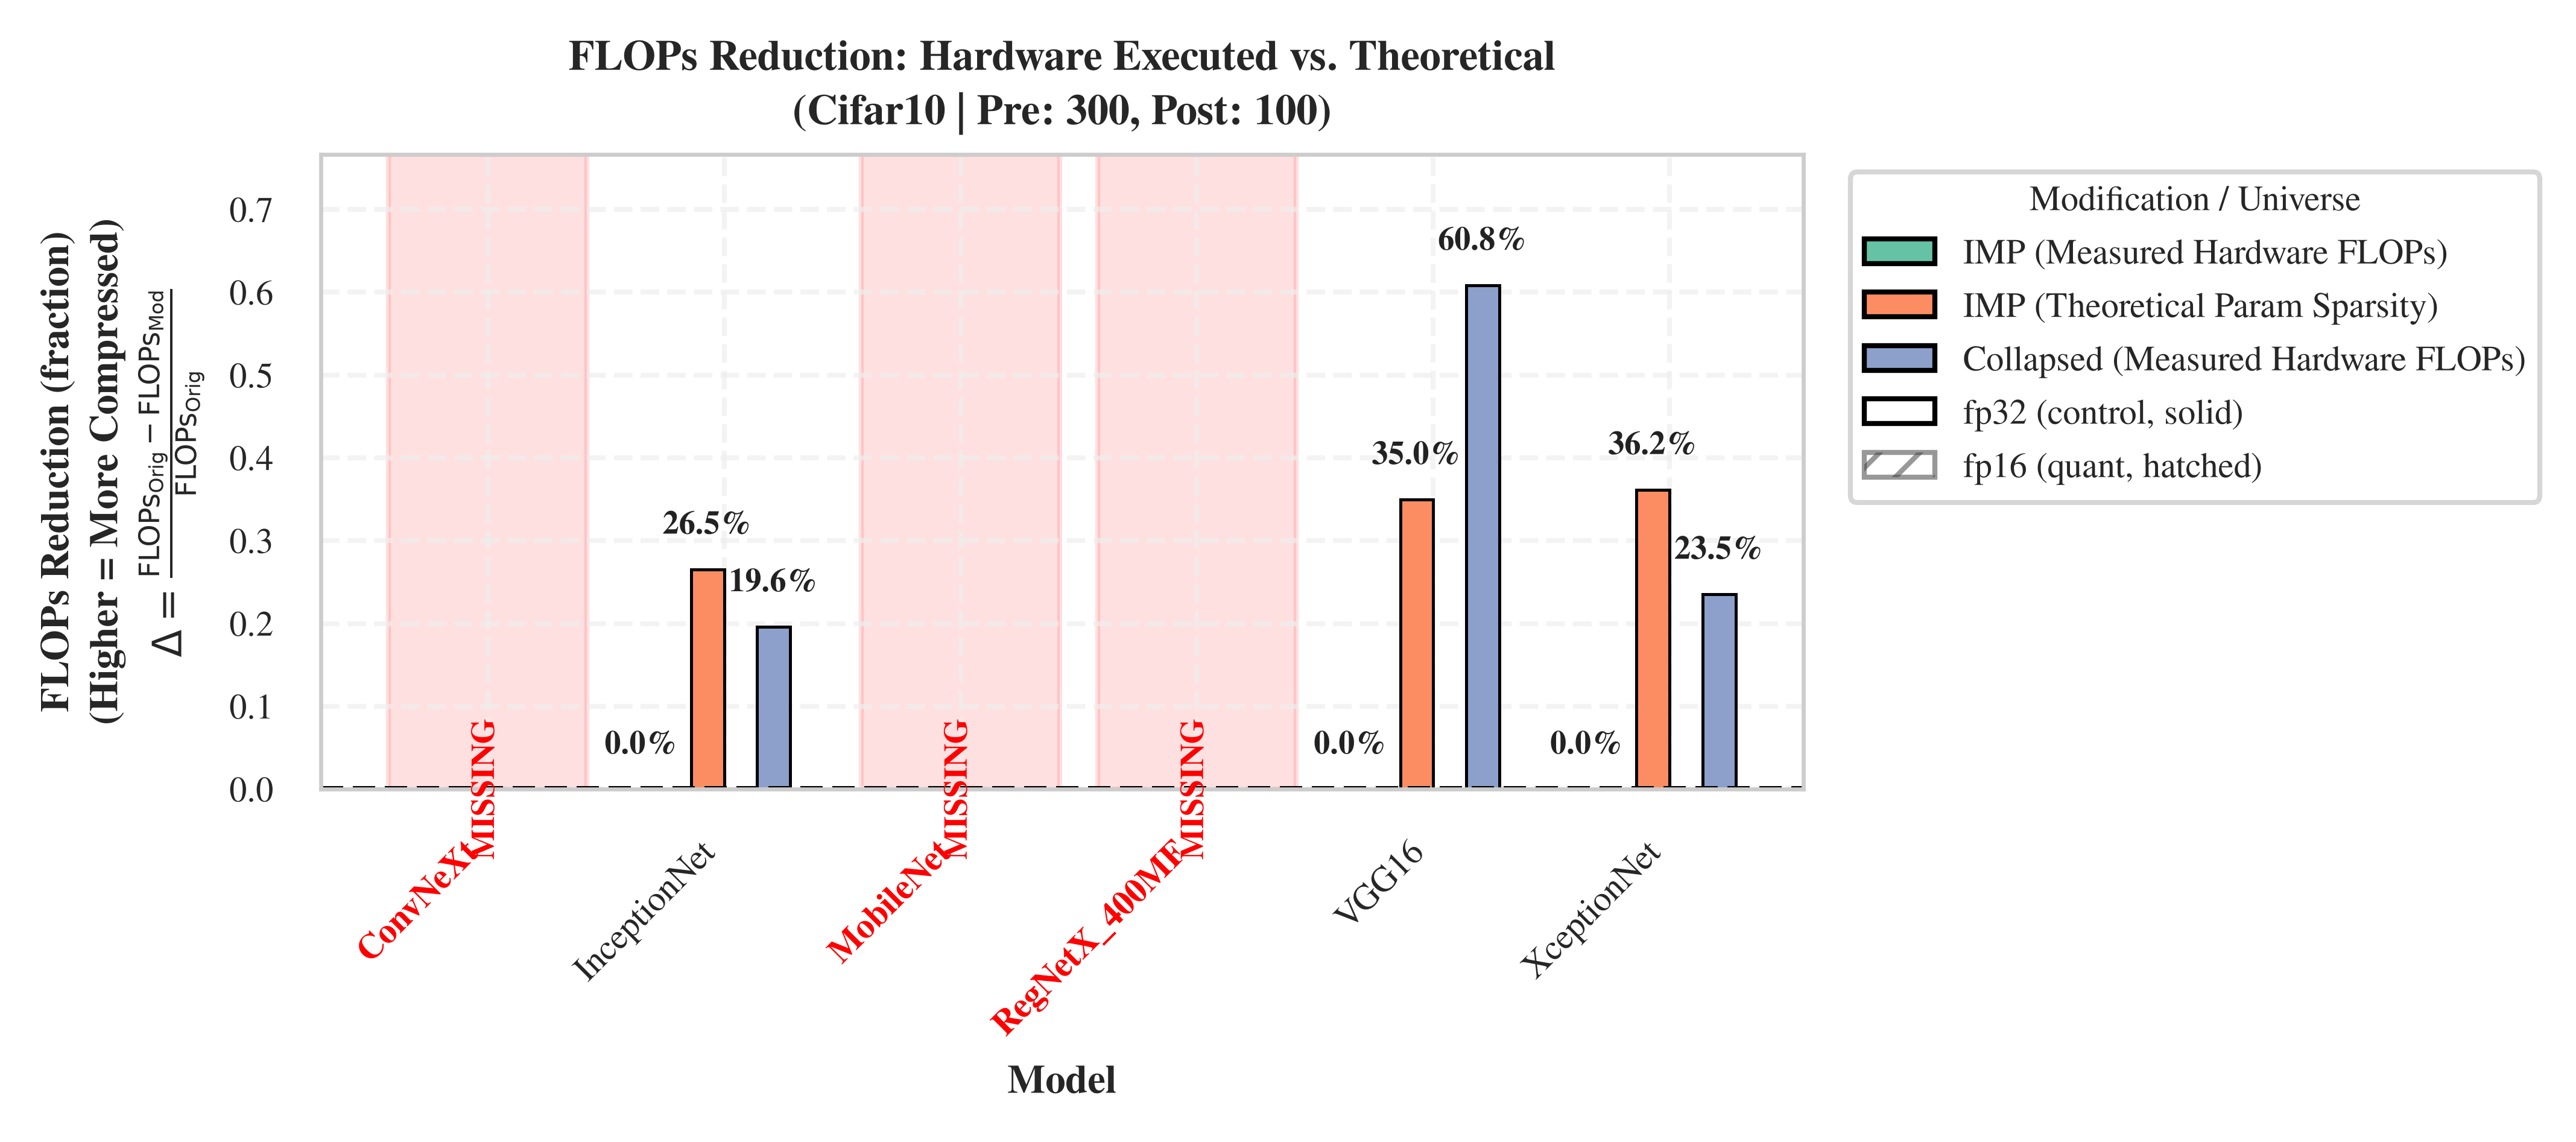 FLOPs Reduction: Hardware Executed vs. Theoretical
(Cifar10 | Pre: 300, Post: 100)
FLOPs Reduction (fraction)
(Higher = More Compressed)
Δ = (FLOPs_Orig − FLOPs_Mod) / FLOPs_Orig
0.7
0.6
0.5
0.4
0.3
0.2
0.1
0.0
MISSING
0.0%
26.5%
19.6%
MISSING
MISSING
0.0%
35.0%
60.8%
0.0%
36.2%
23.5%
ConvNeXt
InceptionNet
MobileNet
RegNetX_400MF
VGG16
XceptionNet
Model
Modification / Universe
IMP (Measured Hardware FLOPs)
IMP (Theoretical Param Sparsity)
Collapsed (Measured Hardware FLOPs)
fp32 (control, solid)
fp16 (quant, hatched)